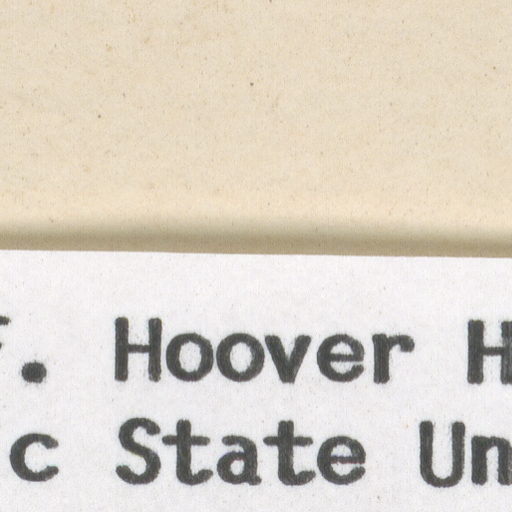 . Hoover H
c State Un